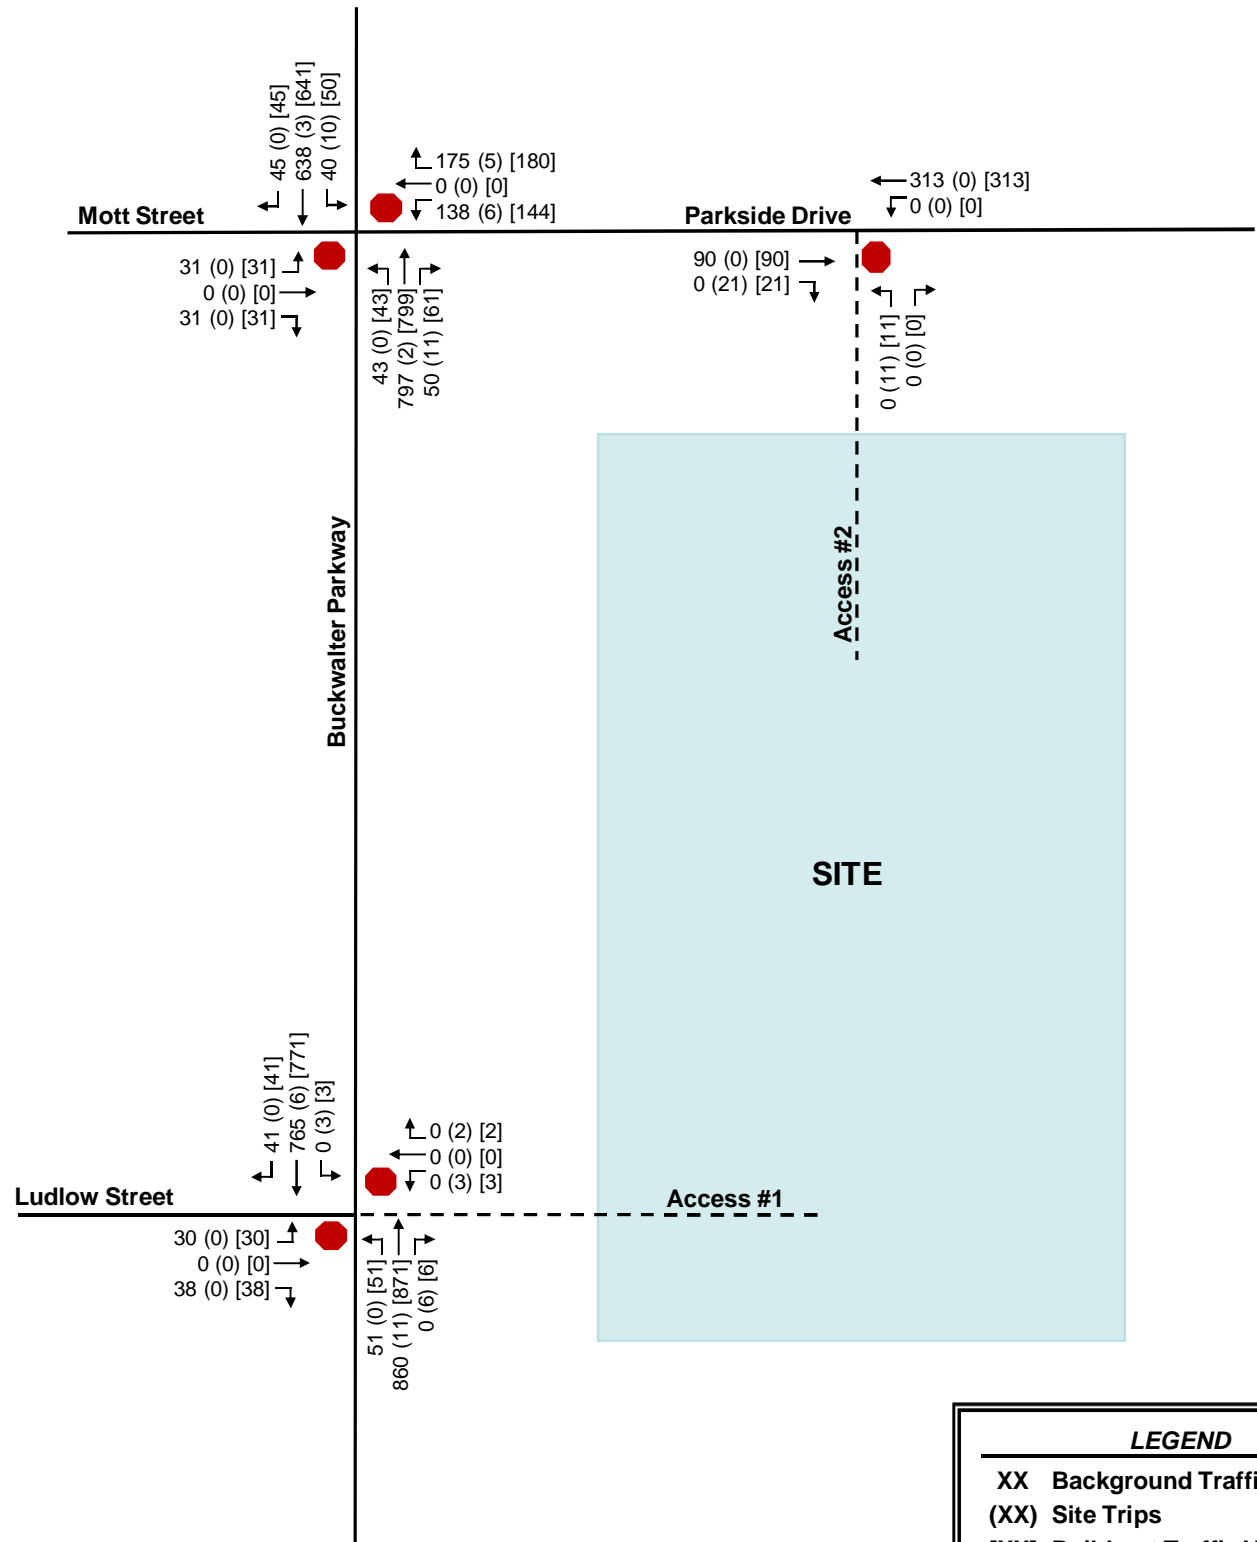 45 (0) [45]
638 (3) [641]
40 (10) [50]
175 (5) [180]
0 (0) [0]
138 (6) [144]
Mott Street
Parkside Drive
313 (0) [313]
0 (0) [0]
31 (0) [31]
0 (0) [0]
31 (0) [31]
43 (0) [43]
797 (2) [799]
50 (11) [61]
90 (0) [90]
0 (21) [21]
0 (11) [11]
0 (0) [0]
Buckwalter Parkway
Access #2
SITE
41 (0) [41]
765 (6) [771]
0 (3) [3]
0 (2) [2]
0 (0) [0]
0 (3) [3]
Ludlow Street
Access #1
30 (0) [30]
0 (0) [0]
38 (0) [38]
51 (0) [51]
860 (11) [871]
0 (6) [6]
LEGEND
XX Background Traffi
(XX) Site Trips